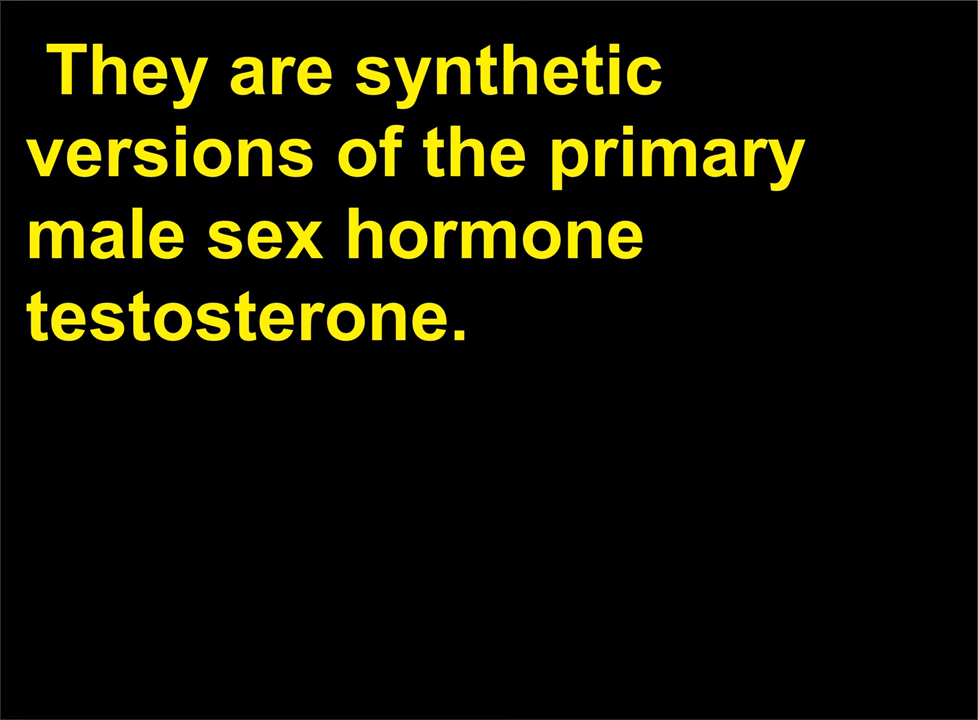 They are synthetic
versions of the primary
male sex hormone
testosterone.